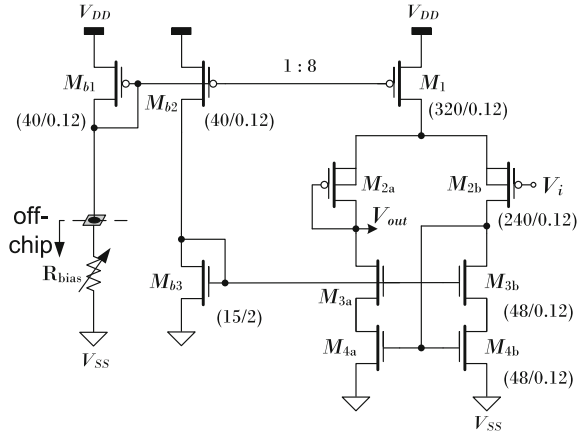 V_DD V_DD
M_b1 M_b2 1 : 8 M_1
(40/0.12) (40/0.12) (320/0.12)
M_2a M_2b V_i
off- V_out (240/0.12)
chip
R_bias M_b3 M_3a M_3b
(15/2) (48/0.12)
M_4a M_4b
V_SS (48/0.12)
V_SS